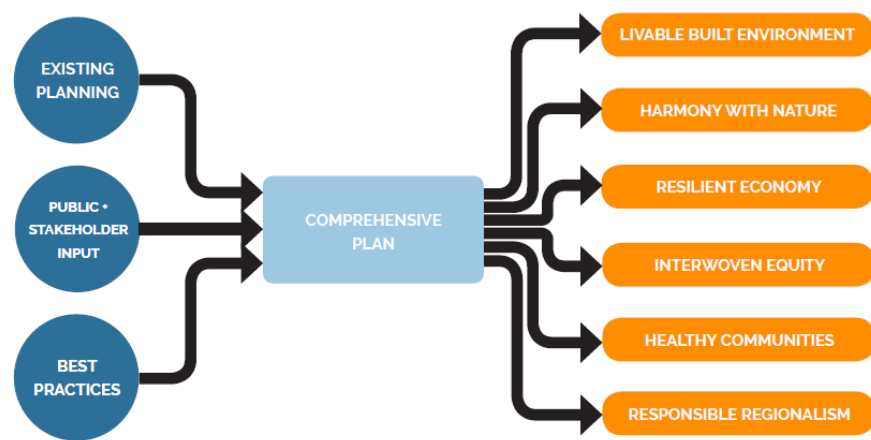 EXISTING
PLANNING
PUBLIC +
STAKEHOLDER
INPUT
BEST
PRACTICES
COMPREHENSIVE
PLAN
LIVABLE BUILT ENVIRONMENT
HARMONY WITH NATURE
RESILIENT ECONOMY
INTERWOVEN EQUITY
HEALTHY COMMUNITIES
RESPONSIBLE REGIONALISM